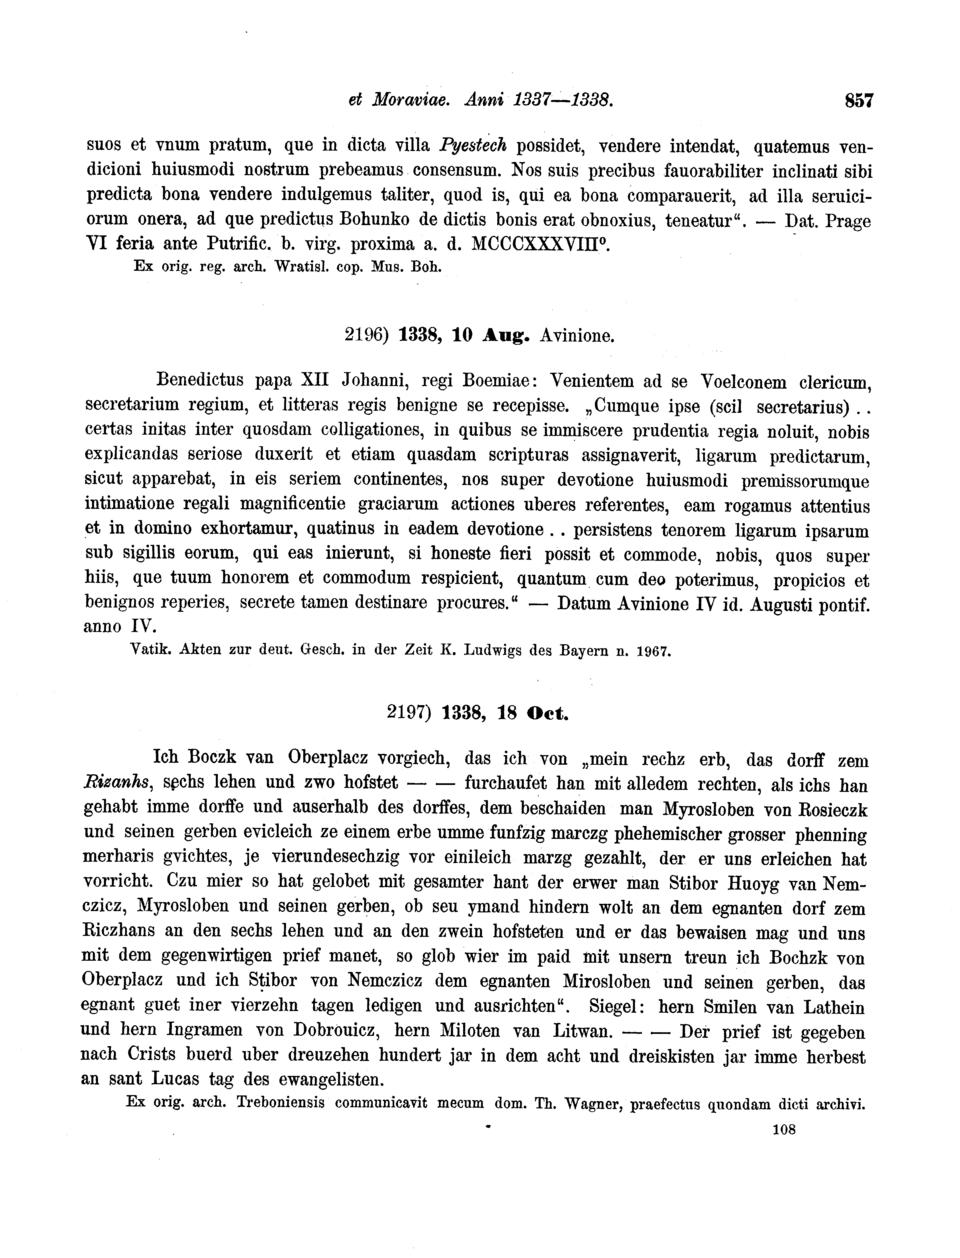 et Moraviae. Anni 1337—1338. 857
suos et vnum pratum, que in dicta villa Pyestech possidet, vendere intendat, quatemus ven-
dicioni huiusmodi nostrum prebeamus consensum. Nos suis precibus fauorabiliter inclinati sibi
predicta bona vendere indulgemus taliter, quod is, qui ea bona comparauerit, ad illa seruici-
orum onera, ad que predictus Bohunko de dictis bonis erat obnoxius, teneatur“. — Dat. Prage
VI feria ante Putrific. b. virg. proxima a. d. MCCCXXXVIII⁰.
Ex orig. reg. arch. Wratisl. cop. Mus. Boh.
2196) 1338, 10 Aug. Avinione.
Benedictus papa XII Johanni, regi Boemiae: Venientem ad se Voelconem clericum,
secretarium regium, et litteras regis benigne se recepisse. „Cumque ipse (scil secretarius) . .
certas initas inter quosdam colligationes, in quibus se immiscere prudentia regia noluit, nobis
explicandas seriose duxerit et etiam quasdam scripturas assignaverit, ligarum predictarum,
sicut apparebat, in eis seriem continentes, nos super devotione huiusmodi premissorumque
intimatione regali magnificentie graciarum actiones uberes referentes, eam rogamus attentius
et in domino exhortamur, quatinus in eadem devotione . . persistens tenorem ligarum ipsarum
sub sigillis eorum, qui eas inierunt, si honeste fieri possit et commode, nobis, quos super
hiis, que tuum honorem et commodum respicient, quantum cum deo poterimus, propicios et
benignos reperies, secrete tamen destinare procures.“ — Datum Avinione IV id. Augusti pontif.
anno IV.
Vatik. Akten zur deut. Gesch. in der Zeit K. Ludwigs des Bayern n. 1967.
2197) 1338, 18 Oct.
Ich Boczk van Oberplacz vorgiech, das ich von „mein rechz erb, das dorff zem
Rizanhs, sechs lehen und zwo hofstet — — furchaufet han mit alledem rechten, als ichs han
gehabt imme dorffe und auserhalb des dorffes, dem beschaiden man Myrosloben von Rosieczk
und seinen gerben evicleich ze einem erbe umme funfzig marczg phehemischer grosser phenning
merharis gvichtes, je vierundesechzig vor einileich marzg gezahlt, der er uns erleichen hat
vorricht. Czu mier so hat gelobet mit gesamter hant der erwer man Stibor Huoyg van Nem-
czicz, Myrosloben und seinen gerben, ob seu ymand hindern wolt an dem egnanten dorf zem
Riczhans an den sechs lehen und an den zwein hofsteten und er das bewaisen mag und uns
mit dem gegenwirtigen prief manet, so glob wier im paid mit unsern treun ich Bochzk von
Oberplacz und ich Stibor von Nemczicz dem egnanten Mirosloben und seinen gerben, das
egnant guet iner vierzehn tagen ledigen und ausrichten“. Siegel: hern Smilen van Lathein
und hern Ingramen von Dobrouicz, hern Miloten van Litwan. — — Der prief ist gegeben
nach Crists buerd uber dreuzehen hundert jar in dem acht und dreiskisten jar imme herbest
an sant Lucas tag des ewangelisten.
Ex orig. arch. Treboniensis communicavit mecum dom. Th. Wagner, praefectus quondam dicti archivi.
108